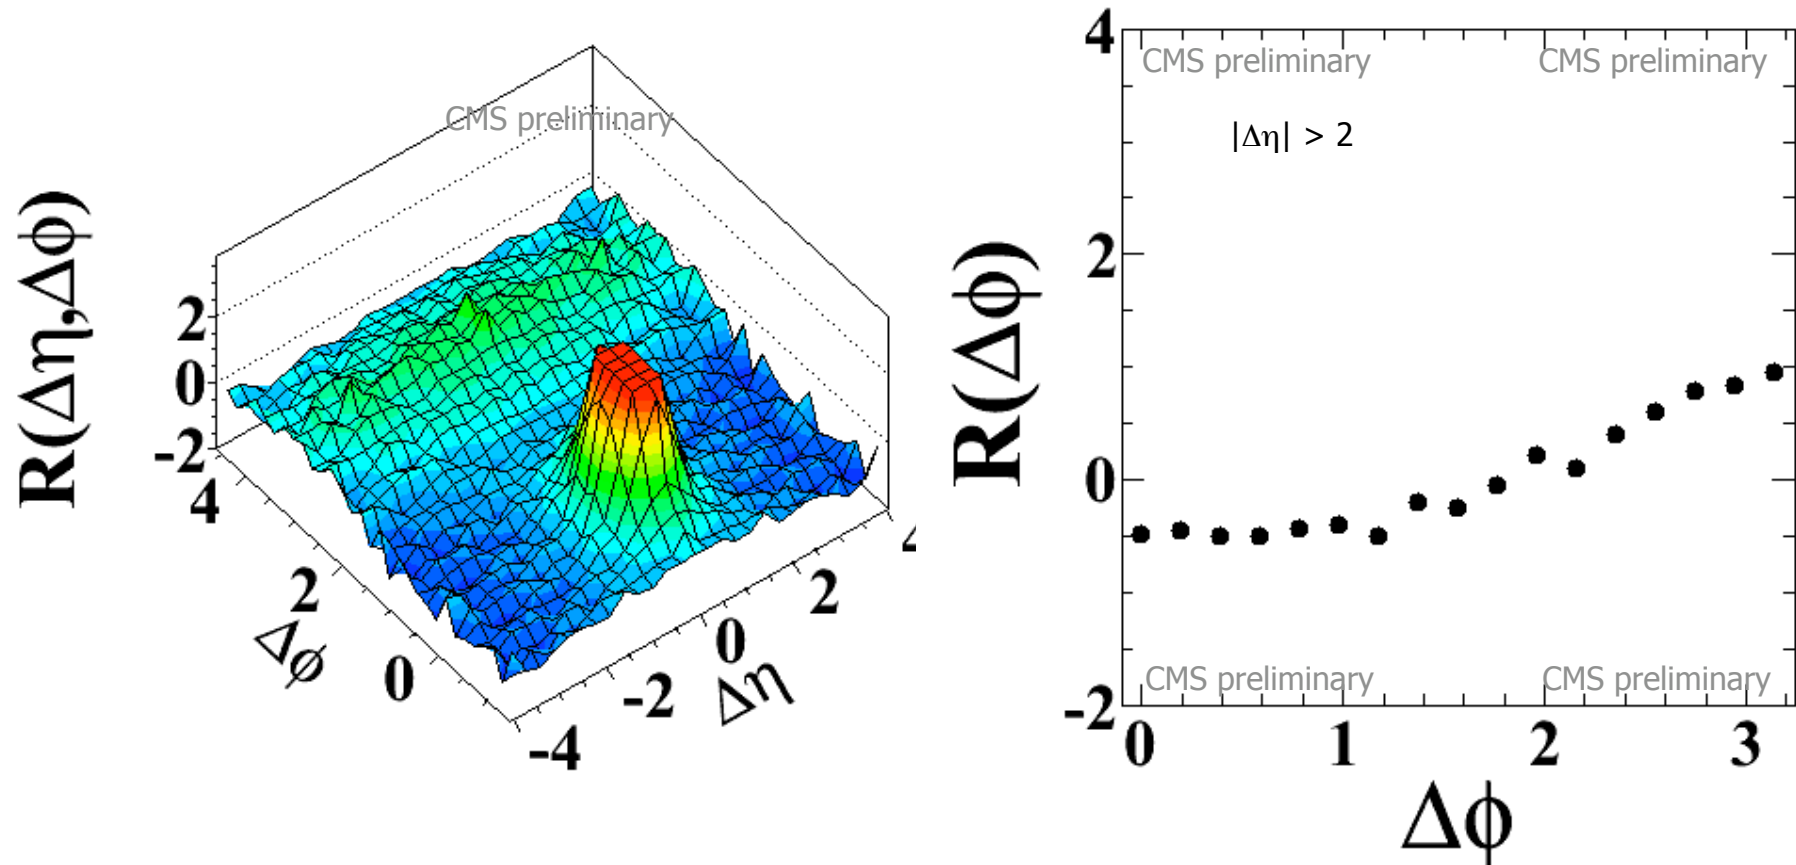 R(Δη,Δϕ)
CMS preliminary
2
0
-2
4
2
0
Δϕ
-4
-2
0
2
Δη
R(Δϕ)
4
2
0
-2
CMS preliminary CMS preliminary
|Δη| > 2
CMS preliminary CMS preliminary
0 1 2 3
Δϕ